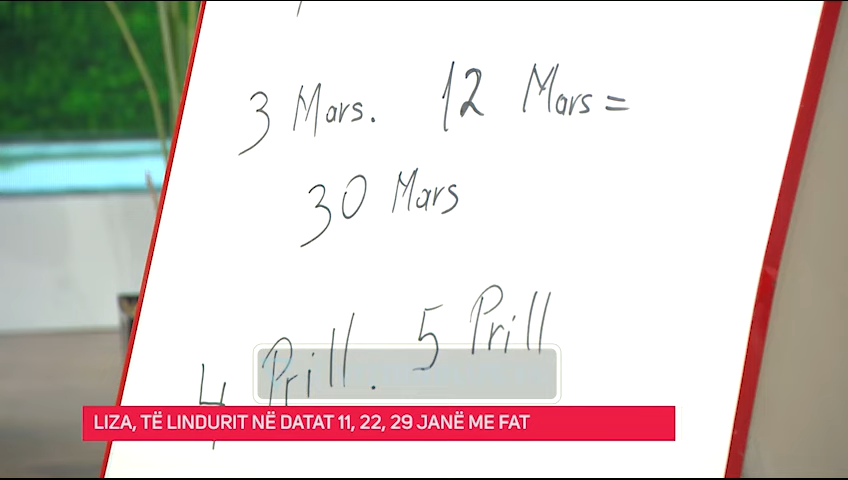 3 Mars. 12 Mars =
30 Mars
4 Prill. 5 Prill
LIZA, TË LINDURIT NË DATAT 11, 22, 29 JANË ME FAT